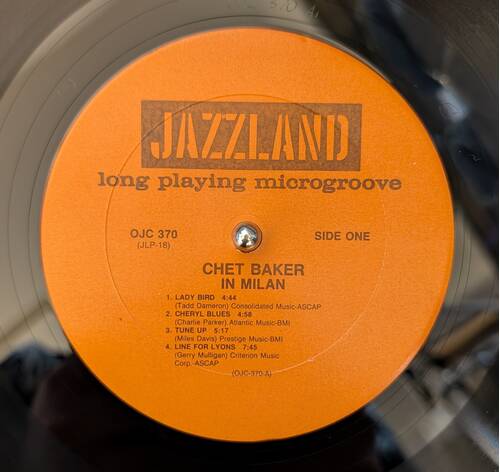 JAZZLAND
long playing microgroove
OJC 370
(JLP-18)
SIDE ONE
CHET BAKER
IN MILAN
1. LADY BIRD 4:44
(Tadd Dameron) Consolidated Music-ASCAP
2. CHERYL BLUES 4:58
(Charlie Parker) Atlantic Music-BMI
3. TUNE UP 5:17
(Miles Davis) Prestige Music-BMI
4. LINE FOR LYONS 7:45
(Gerry Mulligan) Criterion Music
Corp.-ASCAP
(OJC-370-A)